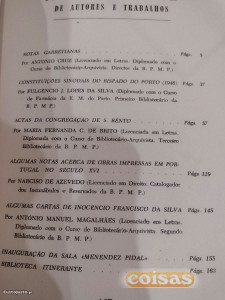 DE AUTORES E TRABALHOS
NOTAS GARRETTIANAS Pág. 5
por ANTONIO CRUZ (Licenciado em Letras. Diplomado com o
Curso de Bibliotecário-Arquivista. Director da B. P. M. P.)
CONSTITUIÇÕES SINODAIS DO BISPADO DO PORTO (1540) Pág. 27
por FULGENCIO J. LOPES DA SILVA (Diplomado com o Curso
de Farmácia da E. M. do Porto. Primeiro Bibliotecário da
B. P. M. P.)
ACTAS DA CONGREGAÇÃO DE S. BENTO Pág. 37
por MARIA FERNANDA C. DE BRITO (Licenciada em Letras.
Diplomada com o Curso de Bibliotecário-Arquivista. Terceiro
Bibliotecário da B. P. M. P.)
ALGUMAS NOTAS ACERCA DE OBRAS IMPRESSAS EM POR-
TUGAL NO SECULO XVI Pág. 119
por NARCISO DE AZEVEDO (Licenciado em Direito. Catalogador
dos Incunábulos e Reservados da B. P. M. P.)
ALGUMAS CARTAS DE INOCENCIO FRANCISCO DA SILVA Pág. 145
por ANTONIO MANUEL MAGALHÃES (Licenciado em Letras.
Diplomado com o Curso de Bibliotecário-Arquivista. Segundo
Bibliotecário da B. P. M. P.)
INAUGURAÇÃO DA SALA «MENENDEZ PIDAL» Pág. 155
BIBLIOTECA ITINERANTE Pág. 165
coisas